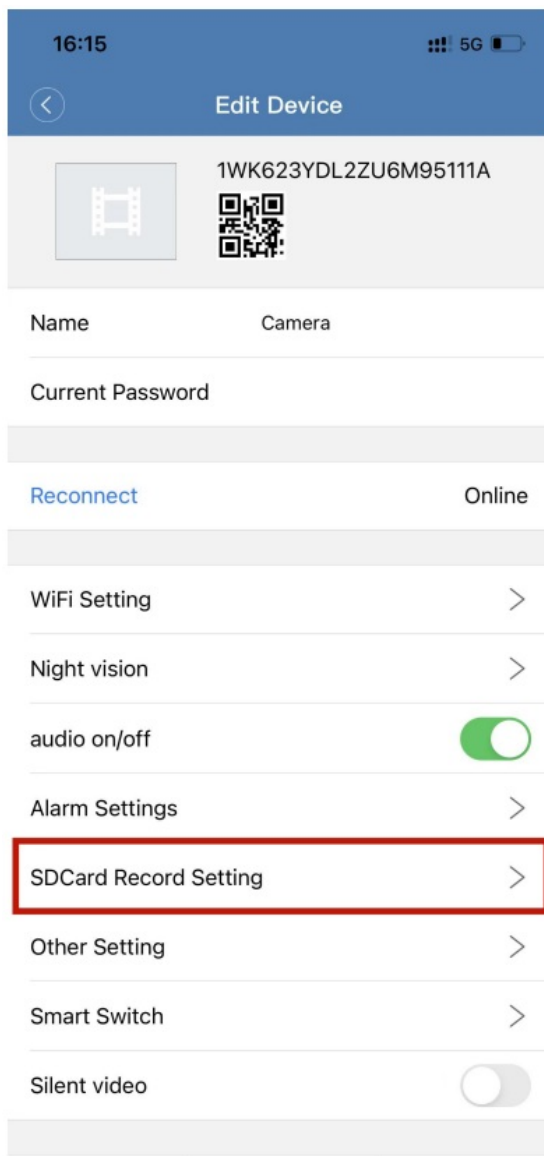 16:15
5G
Edit Device
1WK623YDL2ZU6M95111A
Name Camera
Current Password
Reconnect Online
WiFi Setting
Night vision
audio on/off
Alarm Settings
SDCard Record Setting
Other Setting
Smart Switch
Silent video